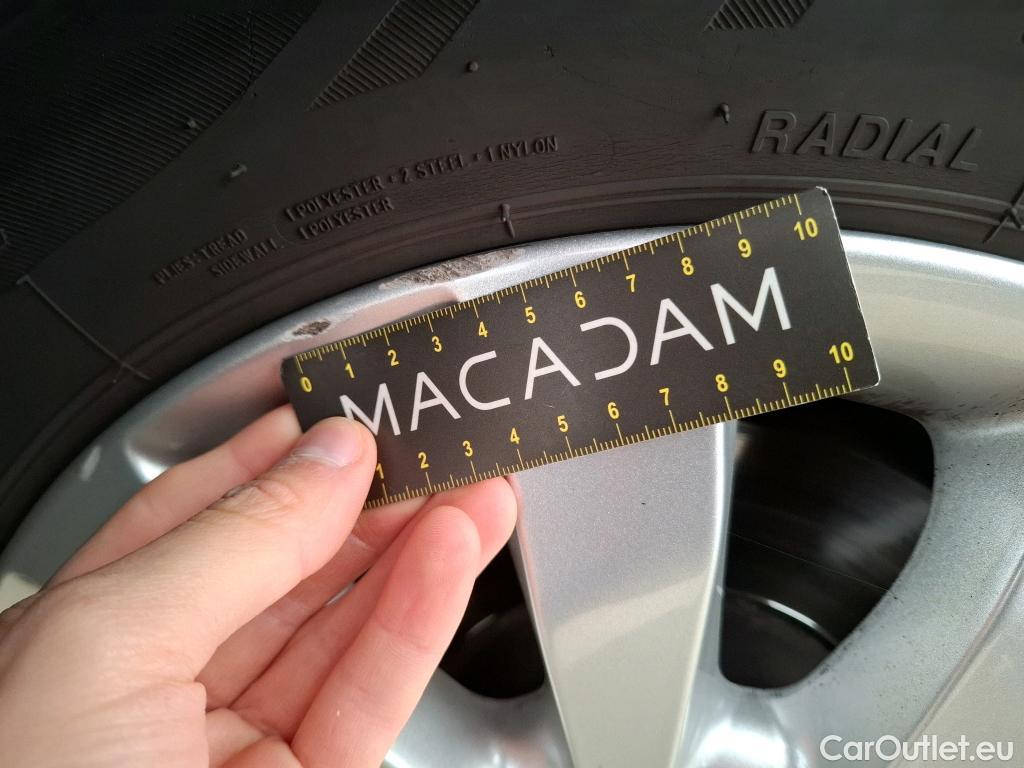 RADIAL
PLIES:TREAD 1 POLYESTER + 2 STEEL + 1 NYLON
SIDEWALL 1 POLYESTER
0 1 2 3 4 5 6 7 8 9 10
MACADAM
1 2 3 4 5 6 7 8 9 10
CarOutlet.eu